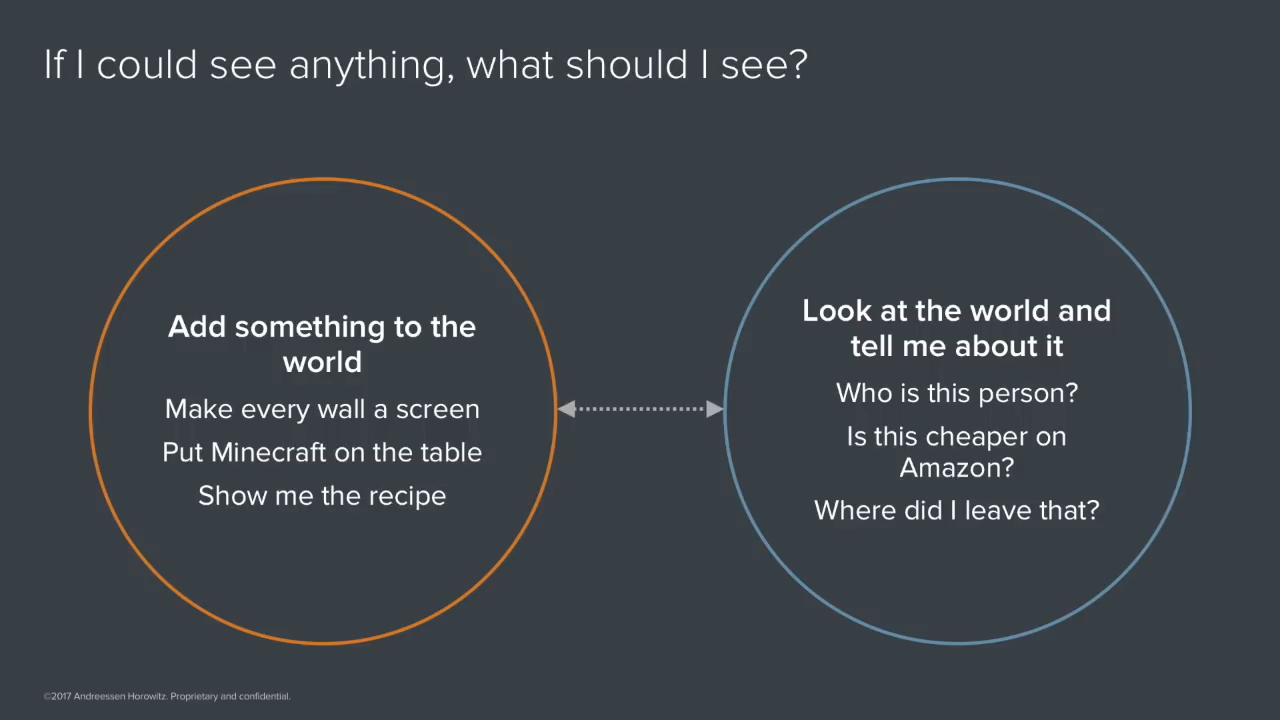 If I could see anything, what should I see?
Add something to the
world
Make every wall a screen
Put Minecraft on the table
Show me the recipe
Look at the world and
tell me about it
Who is this person?
Is this cheaper on
Amazon?
Where did I leave that?
©2017 Andreessen Horowitz. Proprietary and confidential.